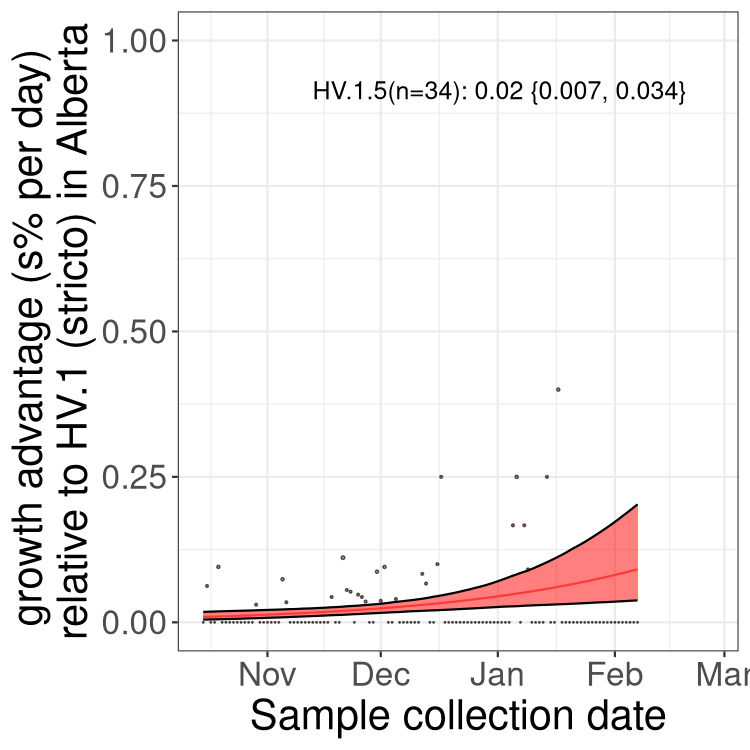 growth advantage (s% per day)
relative to HV.1 (stricto) in Alberta
1.00
0.75
0.50
0.25
0.00
HV.1.5(n=34): 0.02 {0.007, 0.034}
Nov Dec Jan Feb Mar
Sample collection date